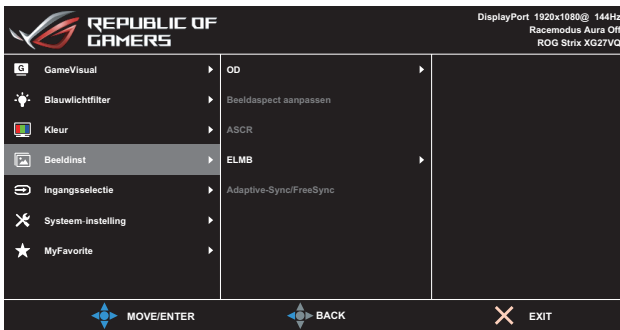 REPUBLIC OF
GAMERS
DisplayPort 1920x1080@ 144Hz
Racemodus Aura Off
ROG Strix XG27VQ
G GameVisual
Blauwlichtfilter
Kleur
Beeldinst
Ingangsselectie
Systeem-instelling
MyFavorite
OD
Beeldaspect aanpassen
ASCR
ELMB
Adaptive-Sync/FreeSync
MOVE/ENTER
BACK
EXIT